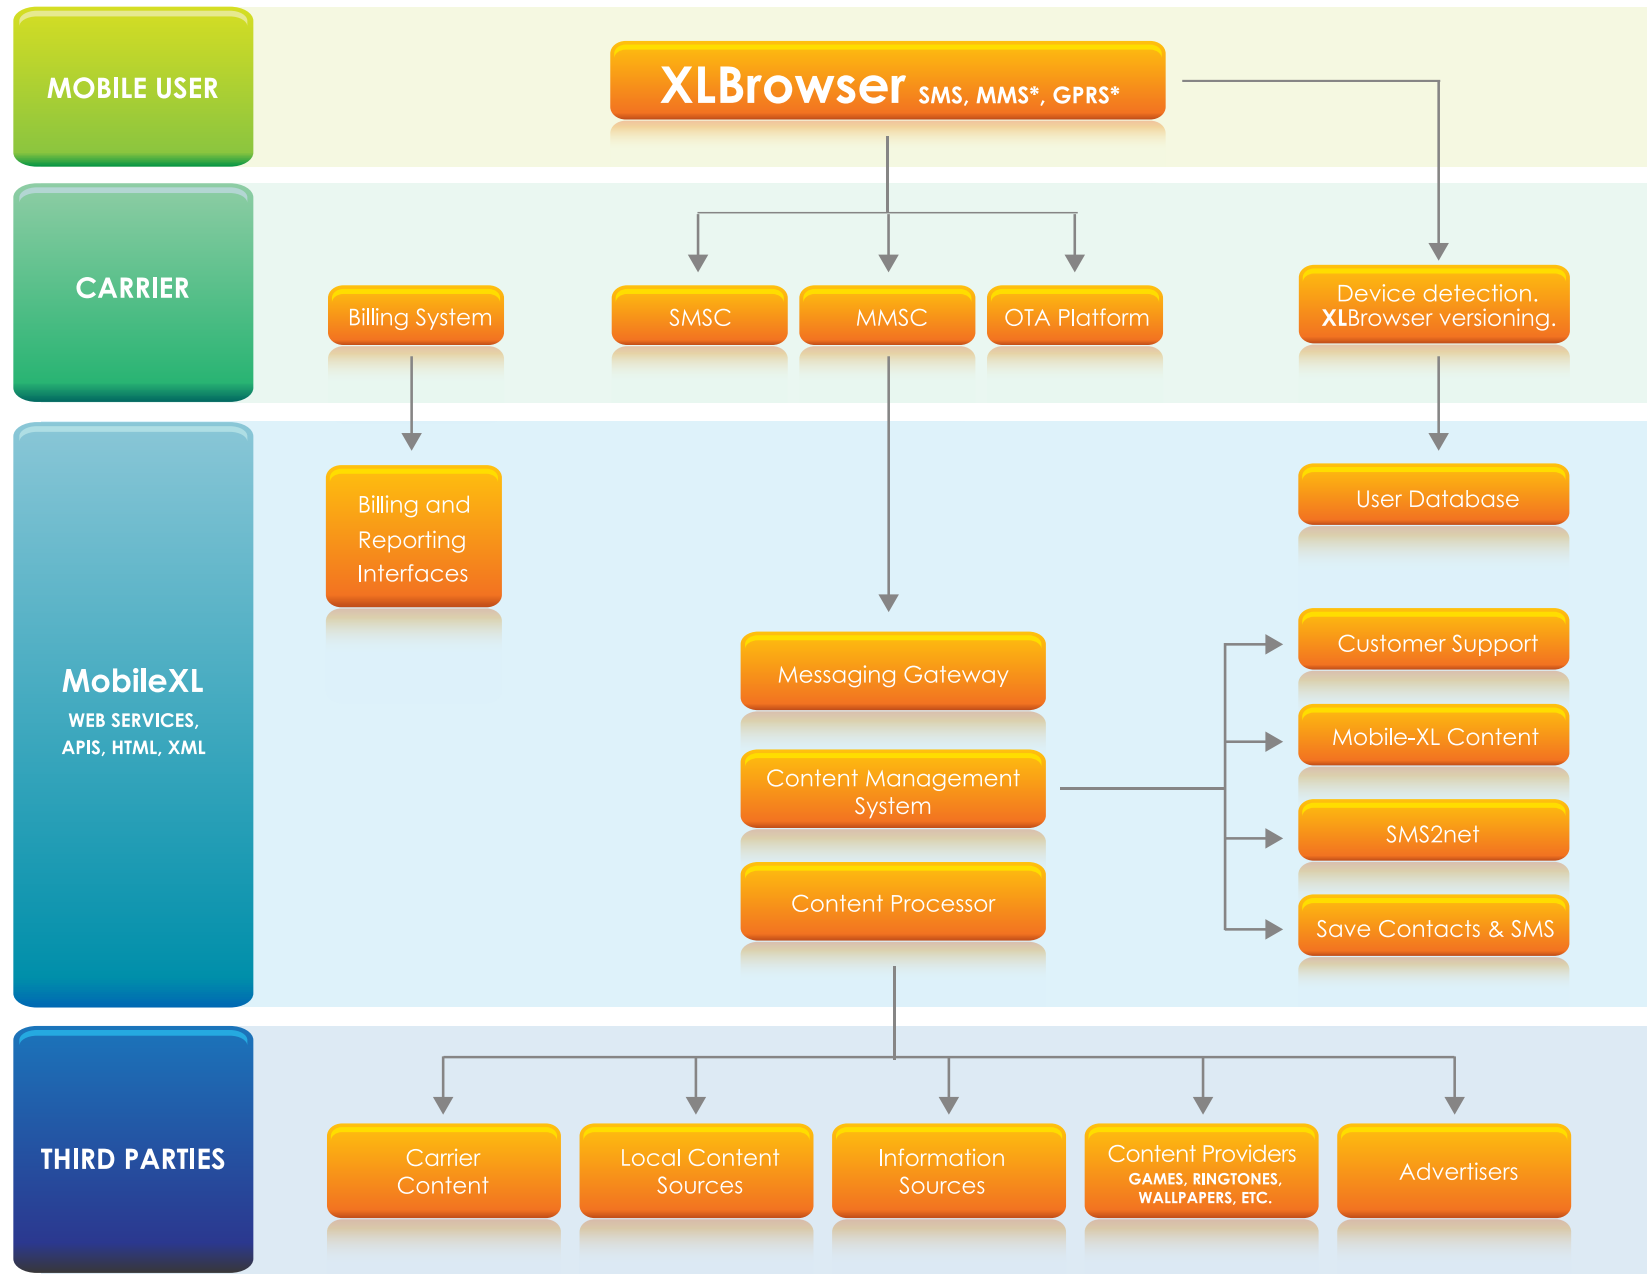 MOBILE USER
XLBrowser SMS, MMS*, GPRS*
CARRIER
Billing System
SMSC
MMSC
OTA Platform
Device detection.
XLBrowser versioning.
MobileXL
WEB SERVICES,
APIS, HTML, XML
Billing and
Reporting
Interfaces
User Database
Messaging Gateway
Content Management
System
Content Processor
Customer Support
Mobile-XL Content
SMS2net
Save Contacts & SMS
THIRD PARTIES
Carrier
Content
Local Content
Sources
Information
Sources
Content Providers
GAMES, RINGTONES,
WALLPAPERS, ETC.
Advertisers